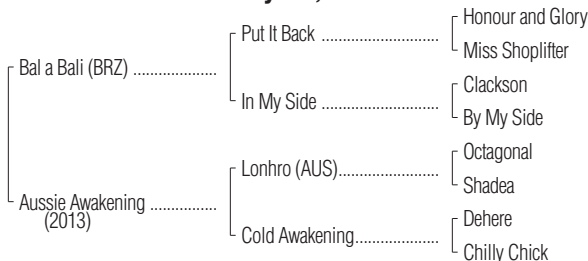 Honour and Glory
Put It Back ..............................
Miss Shoplifter
Bal a Bali (BRZ) .....................
Clackson
In My Side ..............................
By My Side
Octagonal
Lonhro (AUS)..........................
Shadea
Aussie Awakening ................
(2013)
Dehere
Cold Awakening.....................
Chilly Chick